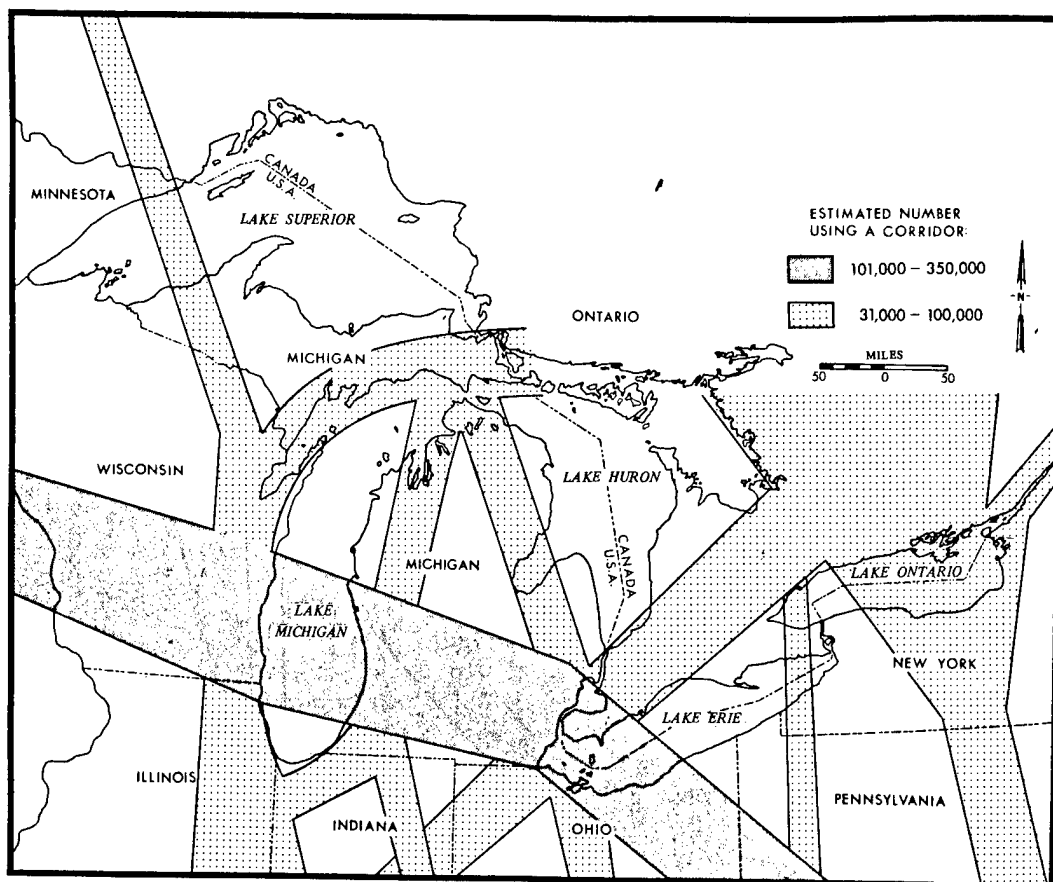 CANADA
U.S.A.
MINNESOTA
LAKE SUPERIOR
ESTIMATED NUMBER
USING A CORRIDOR:
101,000 – 350,000
31,000 – 100,000
N
ONTARIO
MICHIGAN
MILES
50 0 50
WISCONSIN
LAKE HURON
MICHIGAN
CANADA
U.S.A.
LAKE ONTARIO
LAKE
MICHIGAN
NEW YORK
LAKE ERIE
ILLINOIS
PENNSYLVANIA
INDIANA
OHIO